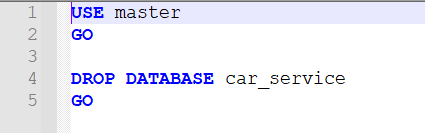 1 USE master
2 GO
3
4 DROP DATABASE car_service
5 GO